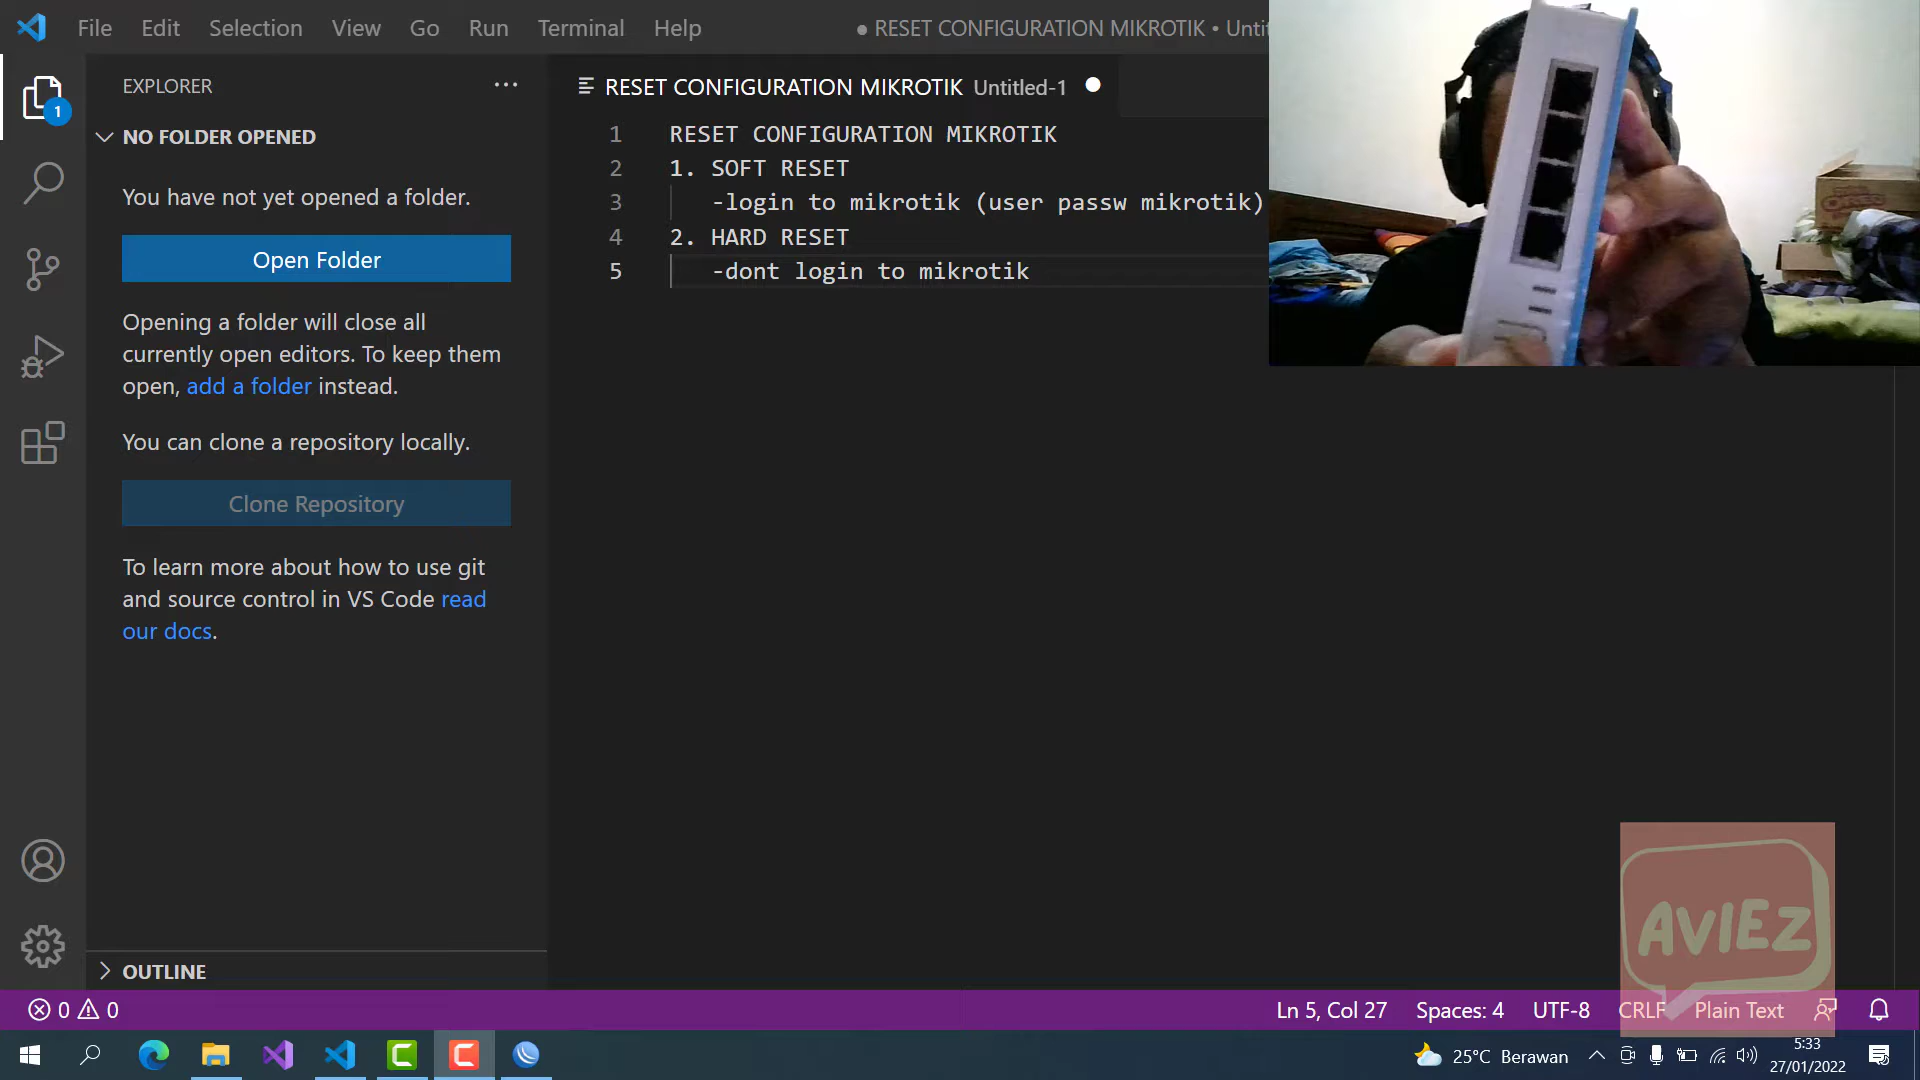 File Edit Selection View Go Run Terminal Help
● RESET CONFIGURATION MIKROTIK • Unti
EXPLORER
1
NO FOLDER OPENED
You have not yet opened a folder.
Open Folder
Opening a folder will close all
currently open editors. To keep them
open, add a folder instead.
You can clone a repository locally.
Clone Repository
To learn more about how to use git
and source control in VS Code read
our docs.
OUTLINE
RESET CONFIGURATION MIKROTIK Untitled-1
1 RESET CONFIGURATION MIKROTIK
2 1. SOFT RESET
3 -login to mikrotik (user passw mikrotik)
4 2. HARD RESET
5 -dont login to mikrotik
AVIEZ
0 0
Ln 5, Col 27 Spaces: 4 UTF-8 CRLF Plain Text
25°C Berawan
5:33
27/01/2022